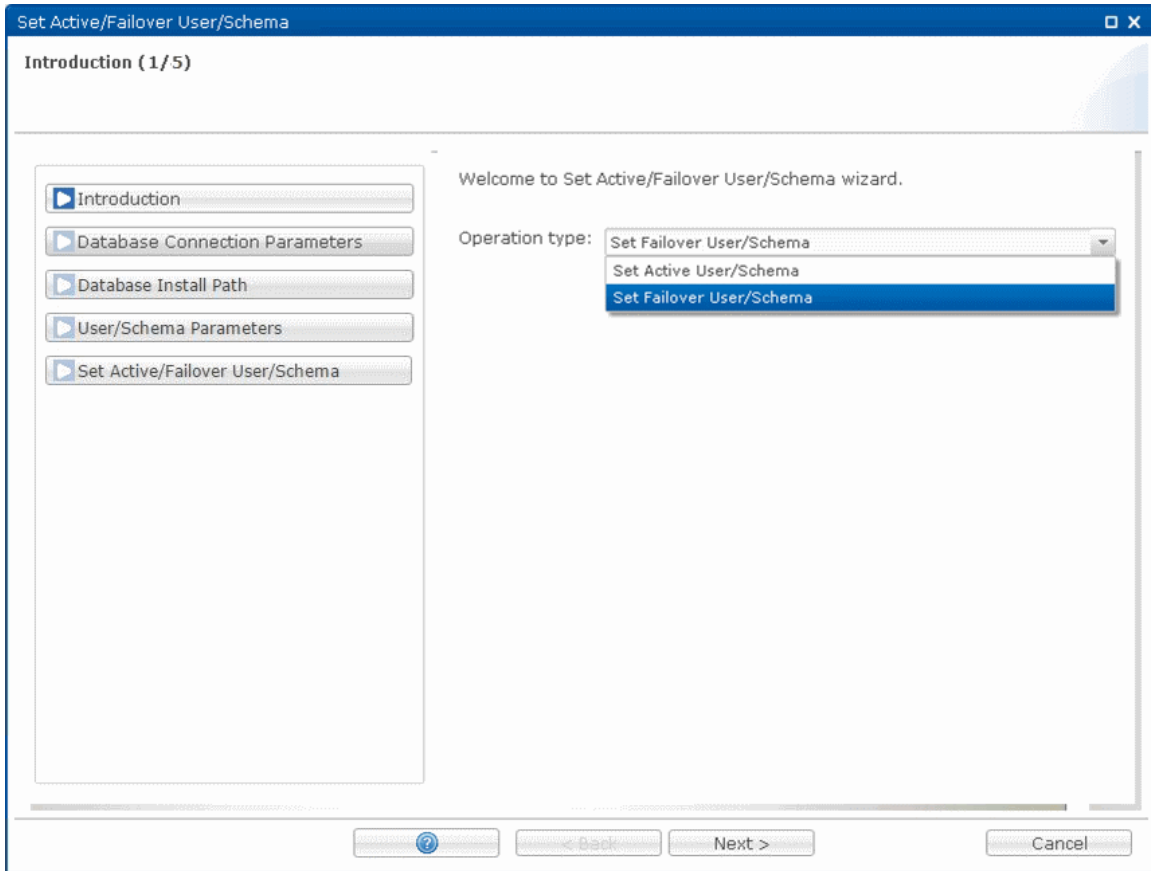 Set Active/Failover User/Schema
Introduction (1/5)
Introduction
Database Connection Parameters
Database Install Path
User/Schema Parameters
Set Active/Failover User/Schema
Welcome to Set Active/Failover User/Schema wizard.
Operation type: Set Failover User/Schema
Set Active User/Schema
Set Failover User/Schema
< Back
Next >
Cancel